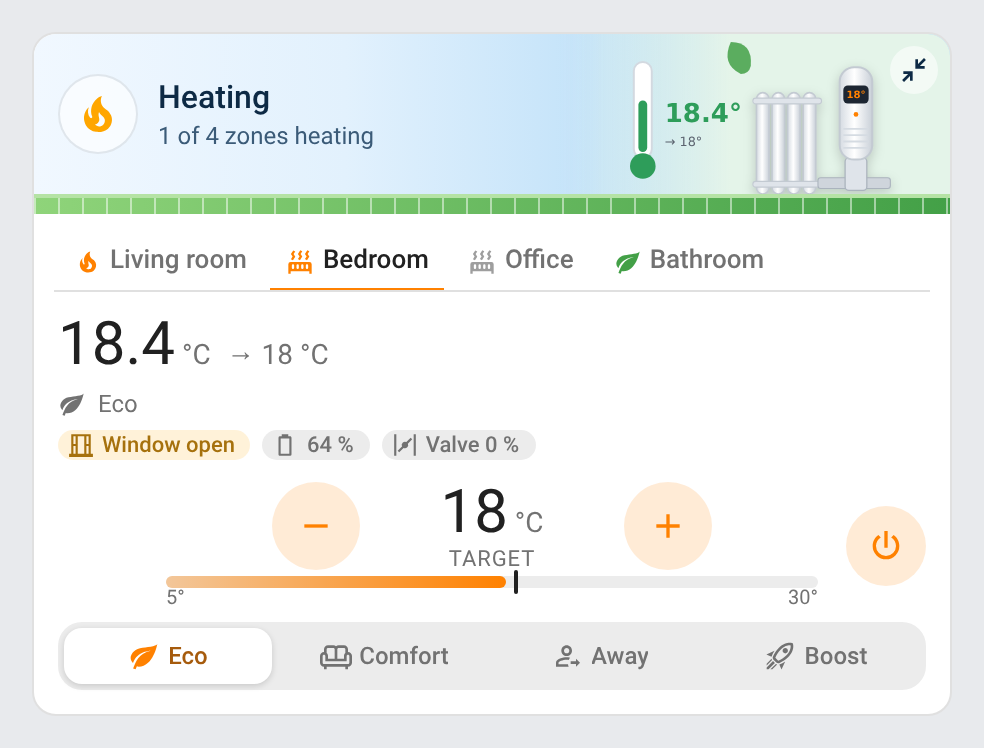 Heating
1 of 4 zones heating
18.4°
→ 18°
18°
Living room Bedroom Office Bathroom
18.4 °C → 18 °C
Eco
Window open 64 % Valve 0 %
− 18 °C +
TARGET
5° 30°
Eco Comfort Away Boost